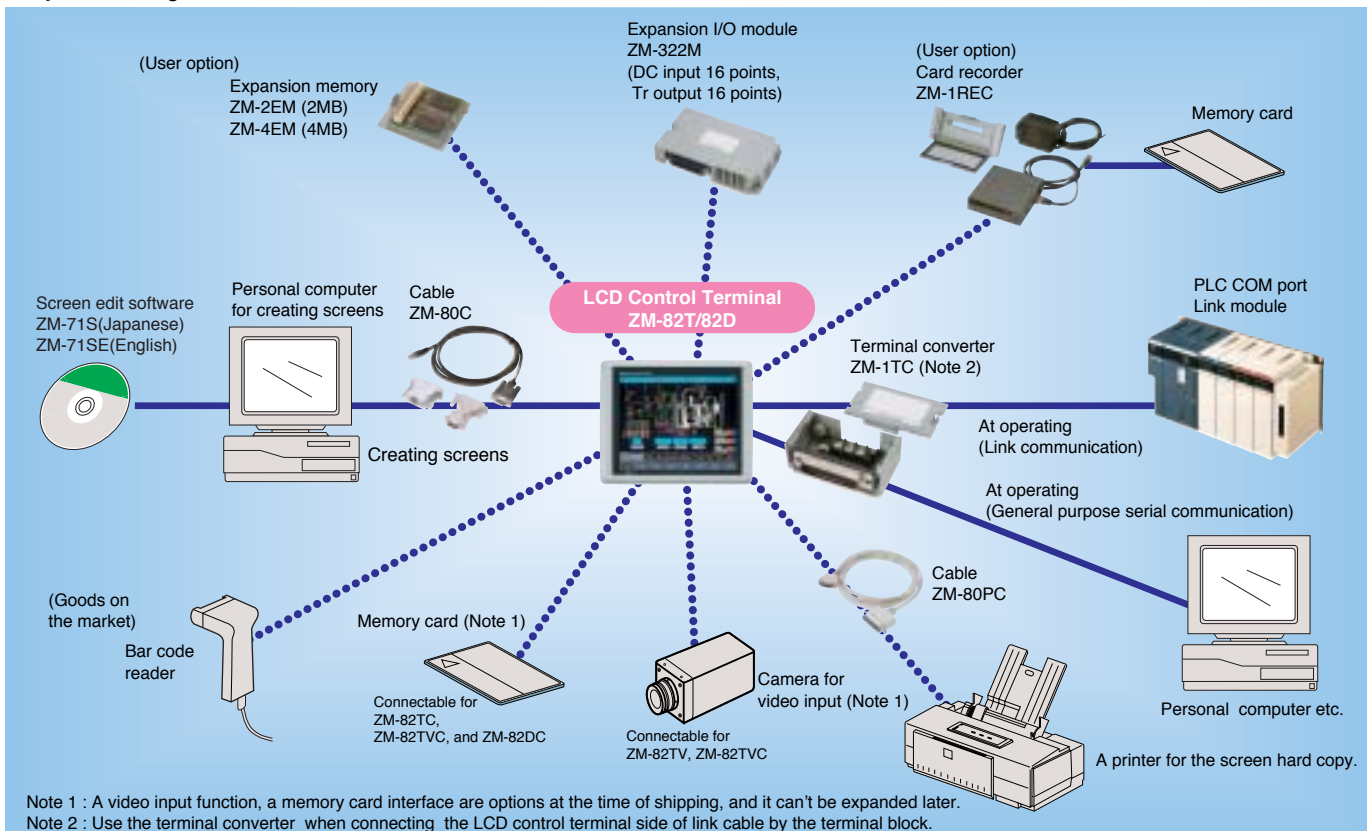 (User option)
Expansion memory
ZM-2EM (2MB)
ZM-4EM (4MB)
Expansion I/O module
ZM-322M
(DC input 16 points,
Tr output 16 points)
(User option)
Card recorder
ZM-1REC
Memory card
LCD Control Terminal
ZM-82T/82D
Screen edit software
ZM-71S(Japanese)
ZM-71SE(English)
Personal computer
for creating screens
Cable
ZM-80C
Creating screens
Terminal converter
ZM-1TC (Note 2)
PLC COM port
Link module
At operating
(Link communication)
At operating
(General purpose serial communication)
(Goods on
the market)
Bar code
reader
Memory card (Note 1)
Connectable for
ZM-82TC,
ZM-82TVC, and ZM-82DC
Camera for
video input (Note 1)
Connectable for
ZM-82TV, ZM-82TVC
Cable
ZM-80PC
Personal computer etc.
A printer for the screen hard copy.
Note 1 : A video input function, a memory card interface are options at the time of shipping, and it can't be expanded later.
Note 2 : Use the terminal converter when connecting the LCD control terminal side of link cable by the terminal block.